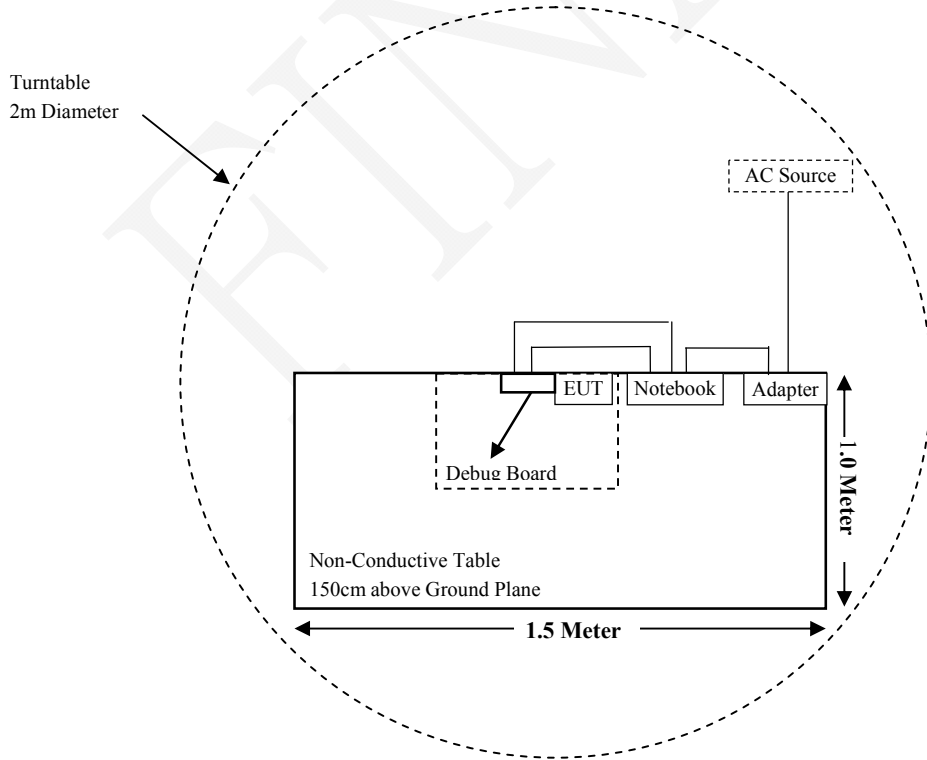 Turntable
2m Diameter
AC Source
EUT
Notebook
Adapter
Debug Board
1.0 Meter
Non-Conductive Table
150cm above Ground Plane
1.5 Meter